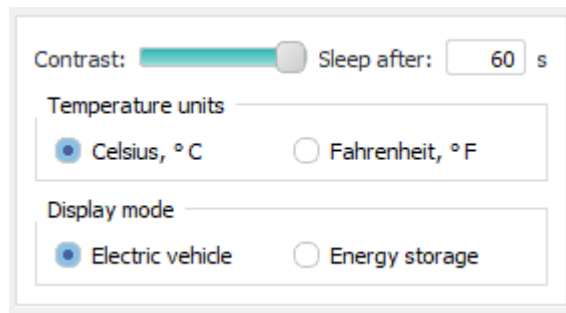 Contrast: Sleep after: 60 s
Temperature units
Celsius, ° C Fahrenheit, ° F
Display mode
Electric vehicle Energy storage